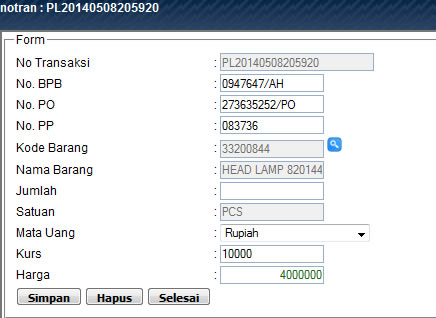 notran : PL20140508205920
Form
No Transaksi : PL20140508205920
No. BPB : 0947647/AH
No. PO : 273635252/PO
No. PP : 083736
Kode Barang : 33200844
Nama Barang : HEAD LAMP 820144
Jumlah :
Satuan : PCS
Mata Uang : Rupiah
Kurs : 10000
Harga : 4000000
Simpan Hapus Selesai